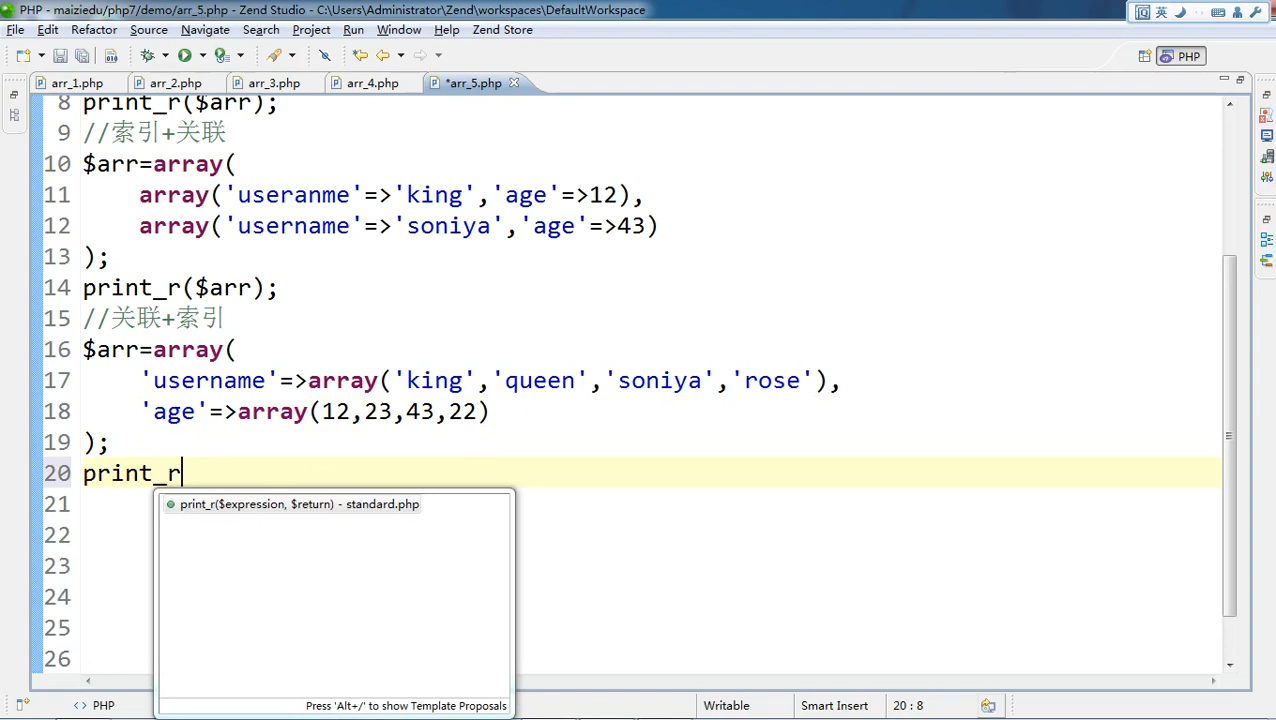 PHP - maiziedu/php7/demo/arr_5.php - Zend Studio - C:\Users\Administrator\Zend\workspaces\DefaultWorkspace
英
File Edit Refactor Source Navigate Search Project Run Window Help Zend Store
PHP
arr_1.php arr_2.php arr_3.php arr_4.php *arr_5.php
8 print_r($arr);
9 //索引+关联
10 $arr=array(
11 array('useranme'=>'king','age'=>12),
12 array('username'=>'soniya','age'=>43)
13 );
14 print_r($arr);
15 //关联+索引
16 $arr=array(
17 'username'=>array('king','queen','soniya','rose'),
18 'age'=>array(12,23,43,22)
19 );
20 print_r
21
22
23
24
25
26
print_r($expression, $return) - standard.php
Press 'Alt+/' to show Template Proposals
<> PHP Writable Smart Insert 20 : 8